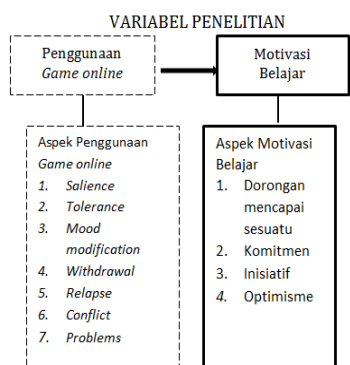 VARIABEL PENELITIAN
Penggunaan
Game online
Motivasi
Belajar
Aspek Penggunaan
Game online
1. Salience
2. Tolerance
3. Mood
modification
4. Withdrawal
5. Relapse
6. Conflict
7. Problems
Aspek Motivasi
Belajar
1. Dorongan
mencapai
sesuatu
2. Komitmen
3. Inisiatif
4. Optimisme